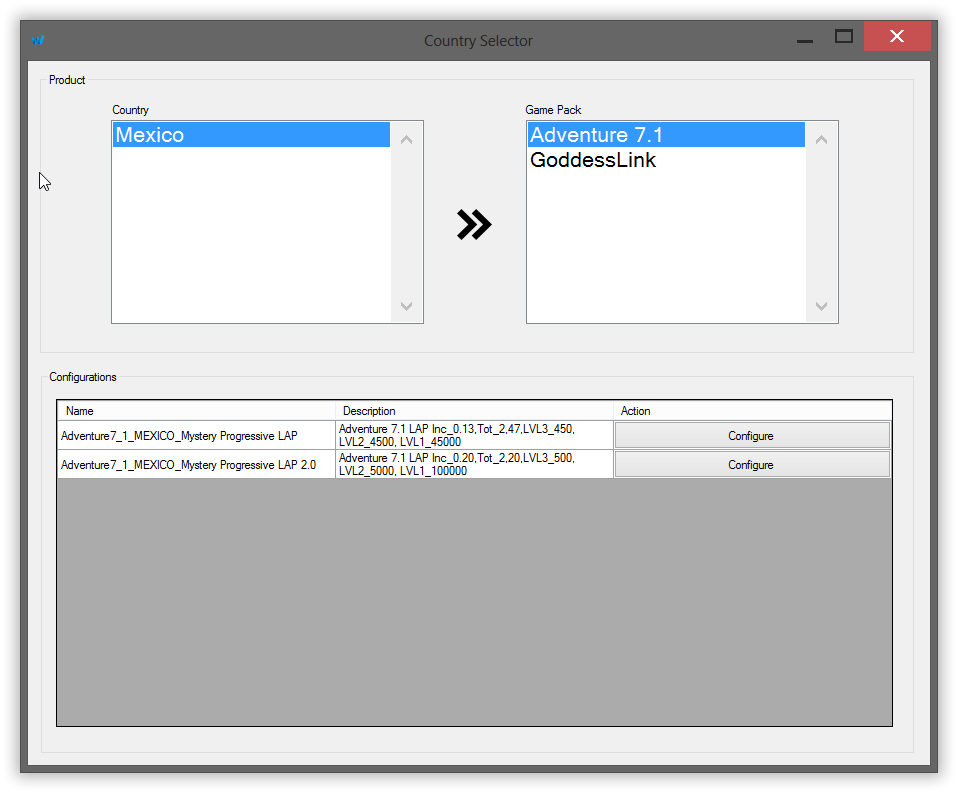 Country Selector
Product
Country
Game Pack
Mexico
Adventure 7.1
GoddessLink
Configurations
Name
Description
Action
Adventure7_1_MEXICO_Mystery Progressive LAP
Adventure 7.1 LAP Inc_0.13,Tot_2,47,LVL3_450,
LVL2_4500, LVL1_45000
Configure
Adventure7_1_MEXICO_Mystery Progressive LAP 2.0
Adventure 7.1 LAP Inc_0.20,Tot_2,20,LVL3_500,
LVL2_5000, LVL1_100000
Configure